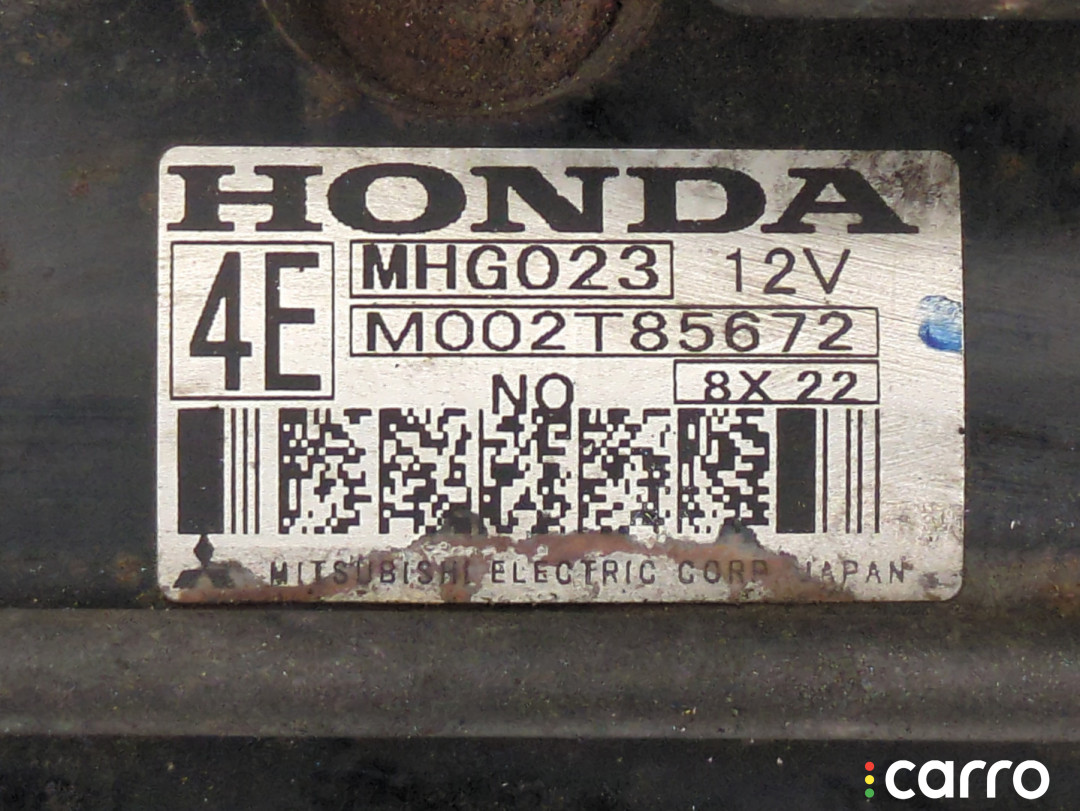 HONDA
4E
MHG023 12V
M002T85672
NO 8X 22
MITSUBISHI ELECTRIC CORP. JAPAN
carro